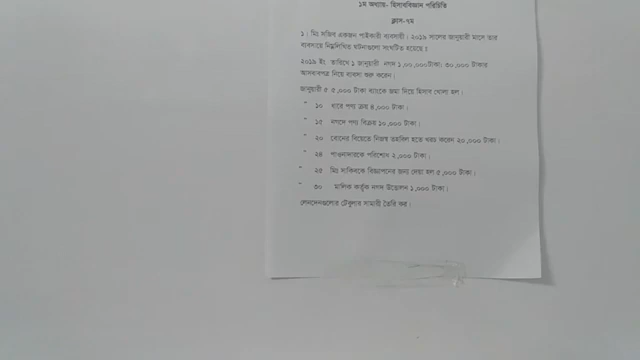 ১ম অধ্যায়- হিসাববিজ্ঞান পরিচিতি
ক্লাস-৭ম
১। মিঃ সজিব একজন পাইকারী ব্যবসায়ী। ২০১৯ সালের জানুয়ারী মাসে তার
ব্যবসায়ে নিম্নলিখিত ঘটনাগুলো সংঘটিত হয়েছে ঃ
২০১৯ ইং তারিখে ১ জানুয়ারী নগদ ১,০০,০০০টাকা; ৩০,০০০ টাকার
আসবাবপত্র নিয়ে ব্যবসা শুরু করেন।
জানুয়ারী ৫ ৫,০০০ টাকা ব্যাংকে জমা দিয়ে হিসাব খোলা হল।
" ১০ ধারে পণ্য ক্রয় ৪,০০০ টাকা।
" ১৫ নগদে পণ্য বিক্রয় ১০,০০০ টাকা।
" ২০ বোনের বিয়েতে নিজস্ব তহবিল হতে খরচ করেন ২০,০০০ টাকা।
" ২৪ পাওনাদারকে পরিশোধ ২,০০০ টাকা।
" ২৫ মিঃ সাকিবকে বিজ্ঞাপনের জন্য দেয়া হল ৫,০০০ টাকা।
" ৩০ মালিক কর্তৃক নগদ উত্তোলন ১,০০০ টাকা।
লেনদেনগুলোর টেবুলার সামারী তৈরি কর।